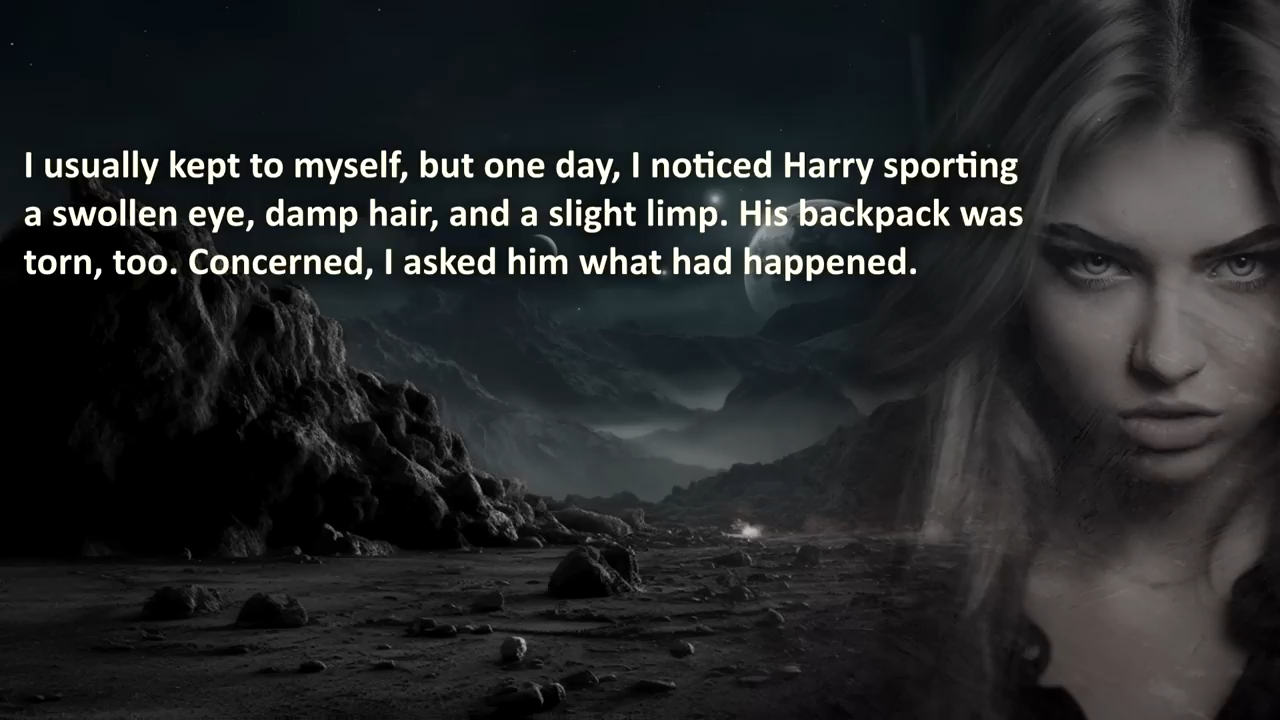 I usually kept to myself, but one day, I noticed Harry sporting
a swollen eye, damp hair, and a slight limp. His backpack was
torn, too. Concerned, I asked him what had happened.